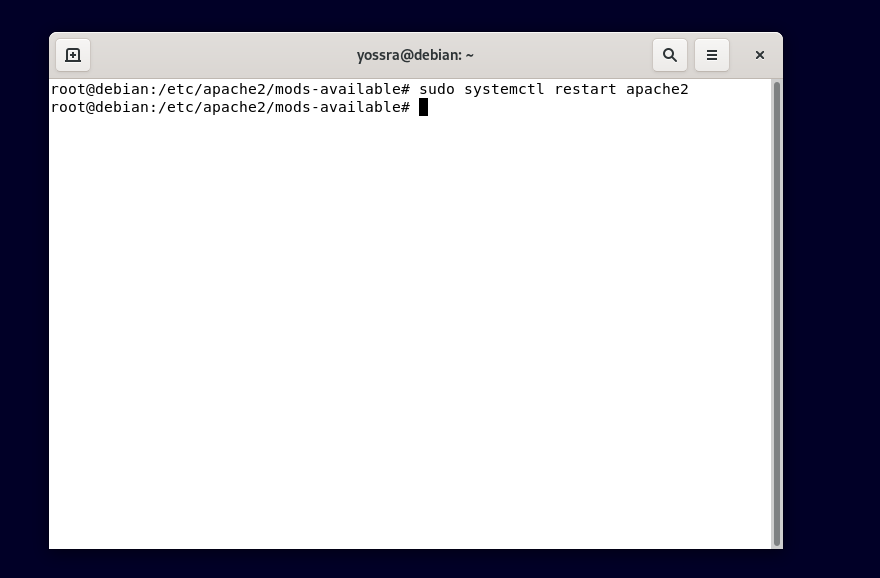 yossra@debian: ~
root@debian:/etc/apache2/mods-available# sudo systemctl restart apache2
root@debian:/etc/apache2/mods-available#